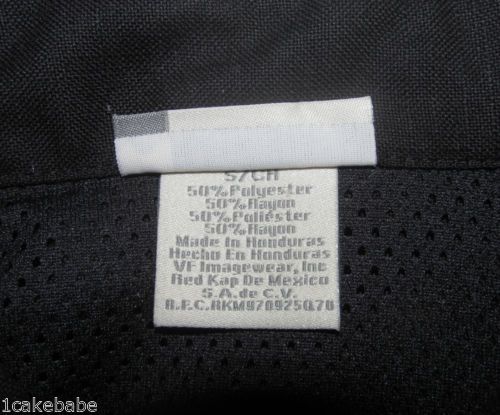 S/CH
50% Polyester
50% Rayon
50% Poliéster
50% Rayon
Made In Honduras
Hecho En Honduras
VF Imagewear, Inc
Red Kap De Mexico
S.A. de C.V.
R.F.C. RKM970925Q70
1cakebabe